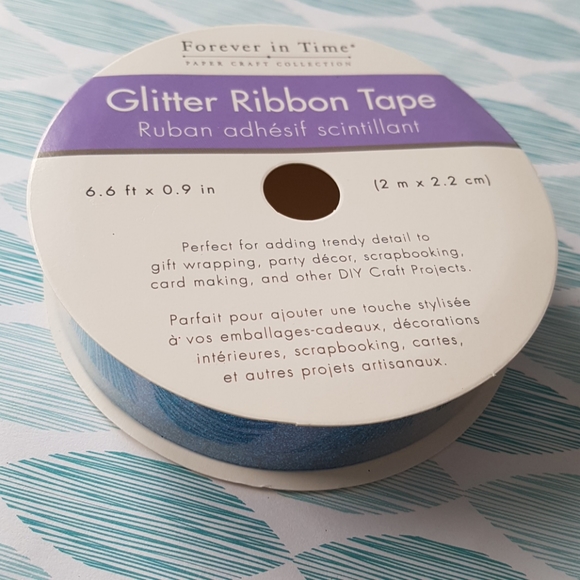 Forever in Time®
PAPER CRAFT COLLECTION
Glitter Ribbon Tape
Ruban adhésif scintillant
6.6 ft x 0.9 in (2 m x 2.2 cm)
Perfect for adding trendy detail to
gift wrapping, party décor, scrapbooking,
card making, and other DIY Craft Projects.
Parfait pour ajouter une touche stylisée
à vos emballages-cadeaux, décorations
intérieures, scrapbooking, cartes,
et autres projets artisanaux.